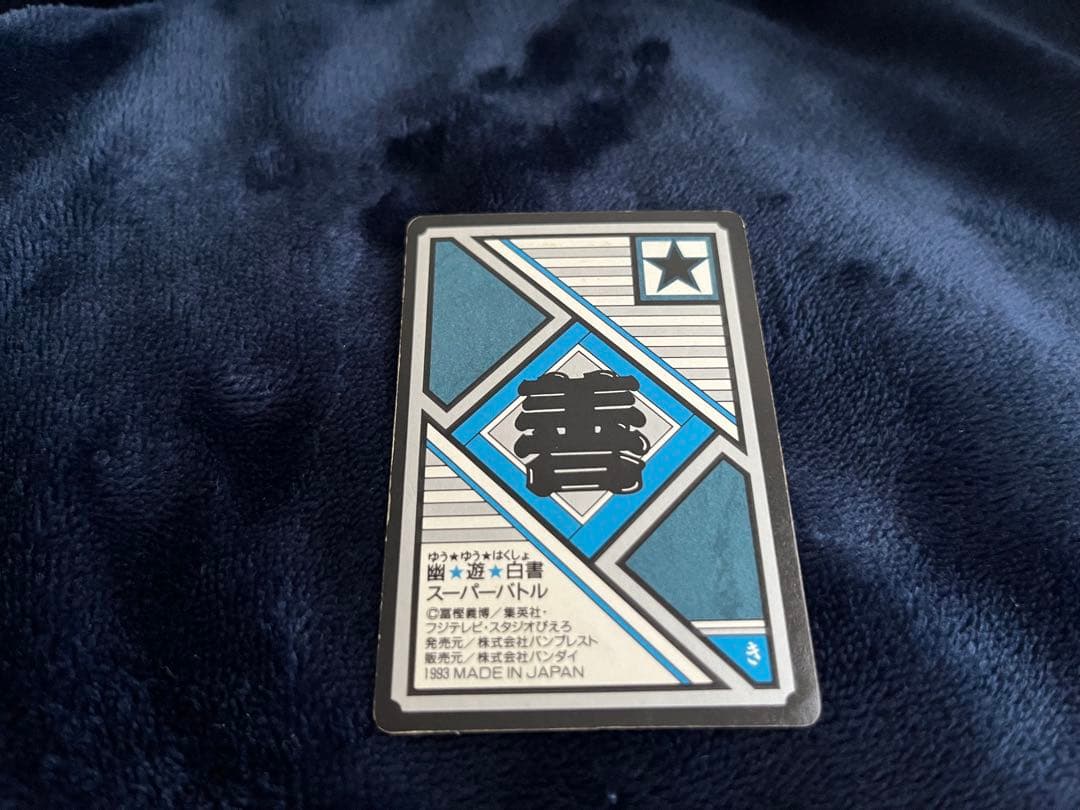 善
ゆう★ゆう★はくしょ
幽★遊★白書
スーパーバトル
©冨樫義博／集英社・
フジテレビ・スタジオぴえろ
発売元／株式会社バンプレスト
販売元／株式会社バンダイ
1993 MADE IN JAPAN
き